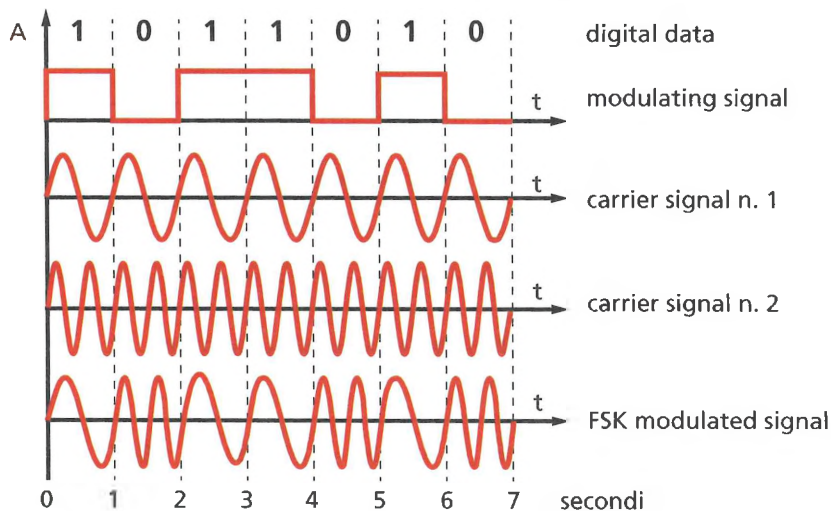 A 1 0 1 1 0 1 0 digital data
t modulating signal
t carrier signal n. 1
t carrier signal n. 2
t FSK modulated signal
0 1 2 3 4 5 6 7 secondi